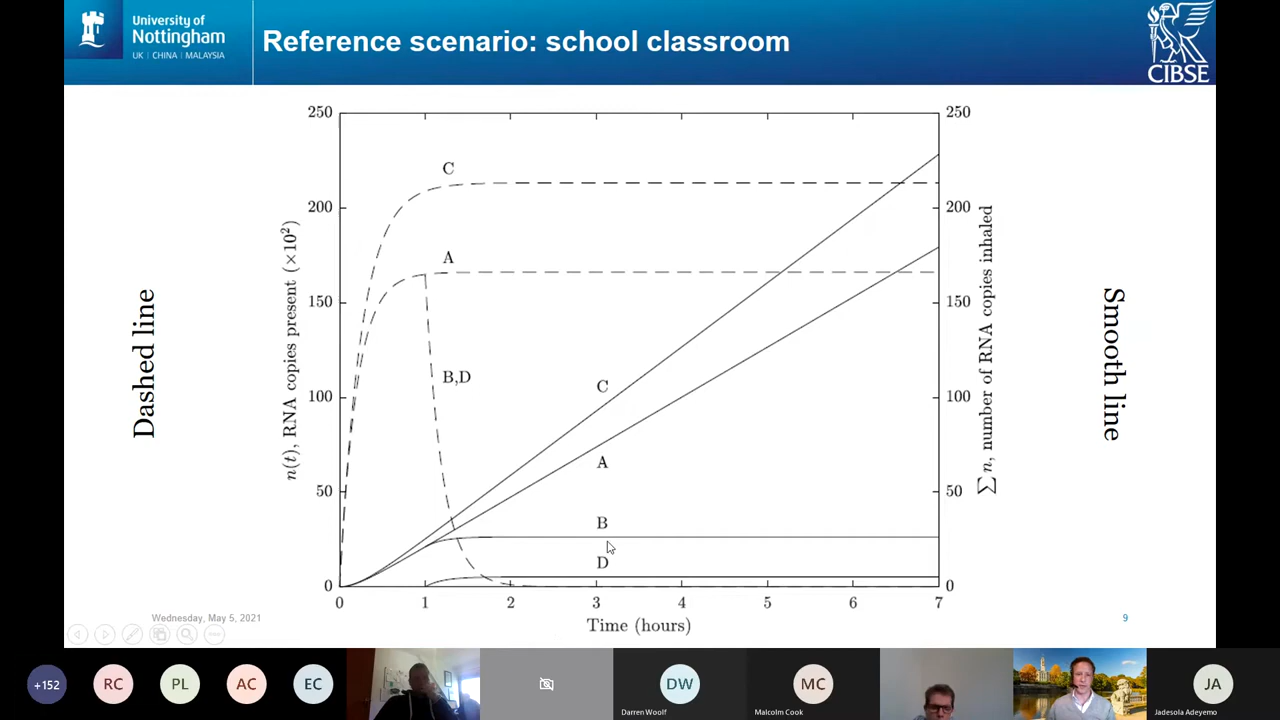 University of
Nottingham
UK | CHINA | MALAYSIA
Reference scenario: school classroom
CIBSE
Dashed line
n(t), RNA copies present (×10²)
250
200
150
100
50
0
C
A
B,D
C
A
B
D
250
200
150
100
50
0
∑ n, number of RNA copies inhaled
Smooth line
0 1 2 3 4 5 6 7
Time (hours)
Wednesday, May 5, 2021
9
+152
RC
PL
AC
EC
DW
Darren Woolf
MC
Malcolm Cook
JA
Jadesola Adeyemo